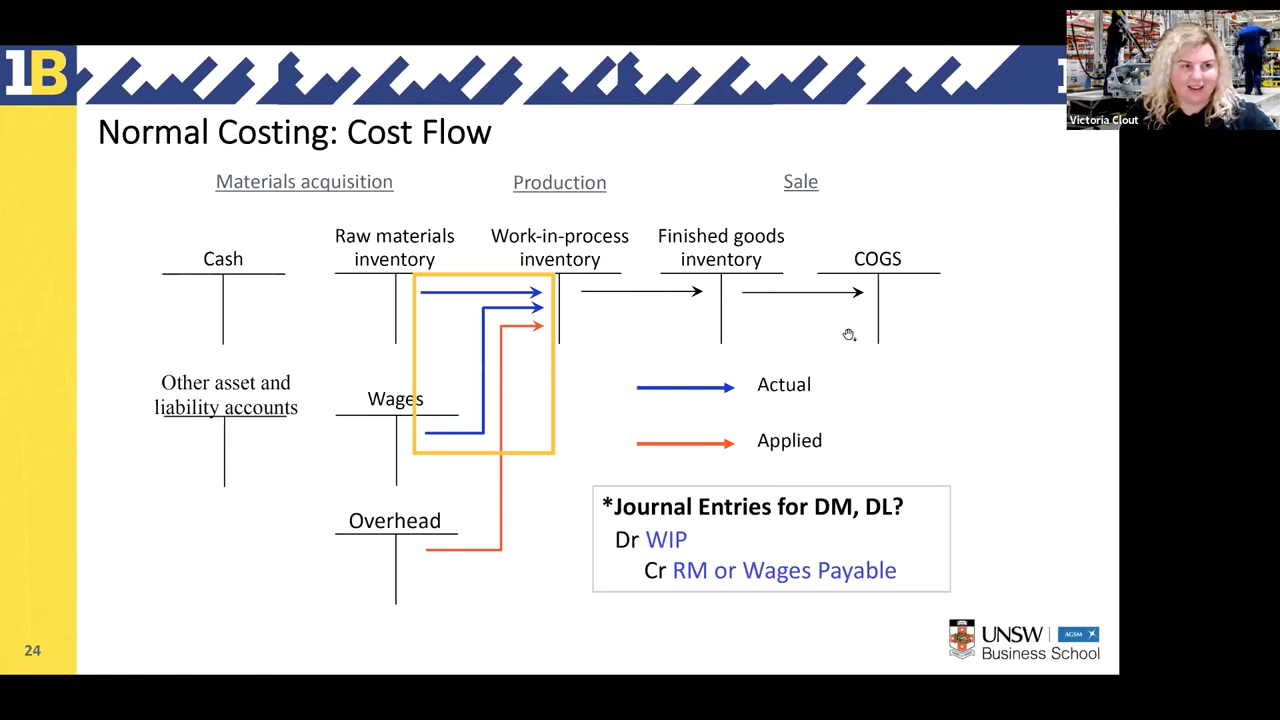 1B
Victoria Clout
Normal Costing: Cost Flow
Materials acquisition
Production
Sale
Cash
Raw materials
inventory
Work-in-process
inventory
Finished goods
inventory
COGS
Other asset and
liability accounts
Wages
Actual
Applied
Overhead
*Journal Entries for DM, DL?
Dr WIP
Cr RM or Wages Payable
24
UNSW
AGSM
Business School